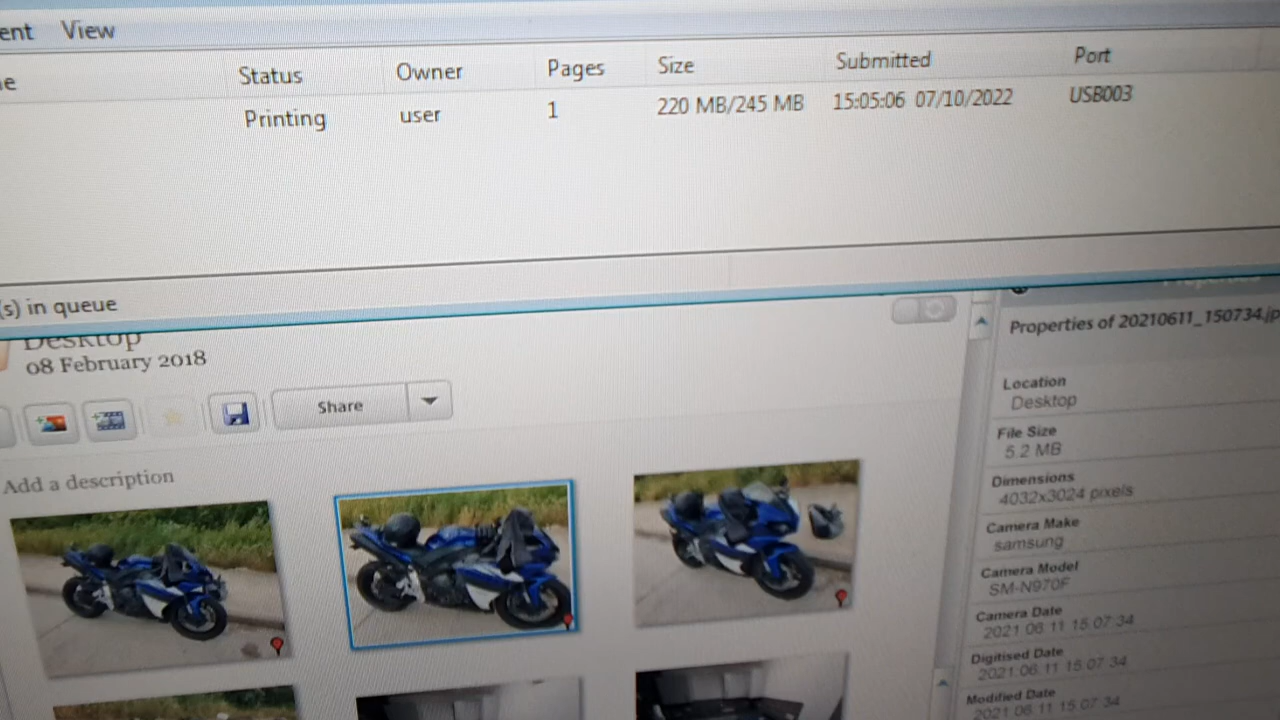 ent View
e Status Owner Pages Size Submitted Port
Printing user 1 220 MB/245 MB 15:05:06 07/10/2022 USB003
(s) in queue
Desktop
08 February 2018
Share
Add a description
Properties of 20210611_150734.jp
Location
Desktop
File Size
5.2 MB
Dimensions
4032x3024 pixels
Camera Make
samsung
Camera Model
SM-N970F
Camera Date
2021:06:11 15:07:34
Digitised Date
2021:06:11 15:07:34
Modified Date
2021:06:11 15:07:34